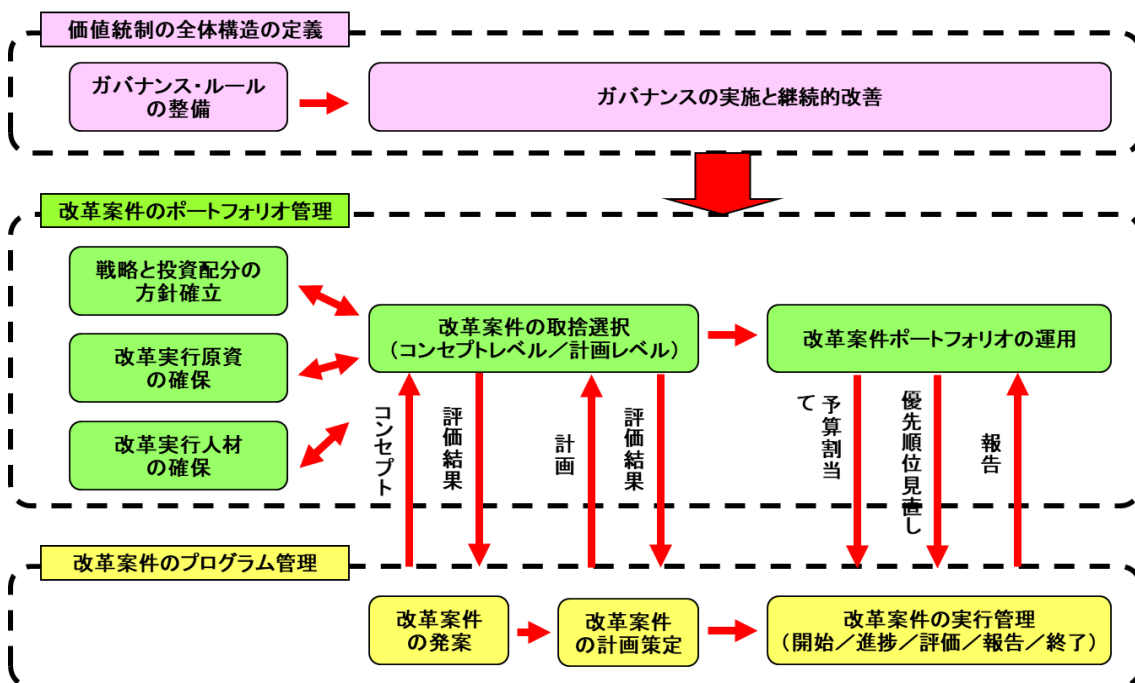 価値統制の全体構造の定義
ガバナンス・ルール
の整備
ガバナンスの実施と継続的改善
改革案件のポートフォリオ管理
戦略と投資配分の
方針確立
改革実行原資
の確保
改革実行人材
の確保
改革案件の取捨選択
（コンセプトレベル／計画レベル）
改革案件ポートフォリオの運用
コンセプト
評価結果
計画
評価結果
予算割当
て
優先順位見直し
報告
改革案件のプログラム管理
改革案件
の発案
改革案件
の計画策定
改革案件の実行管理
（開始／進捗／評価／報告／終了）